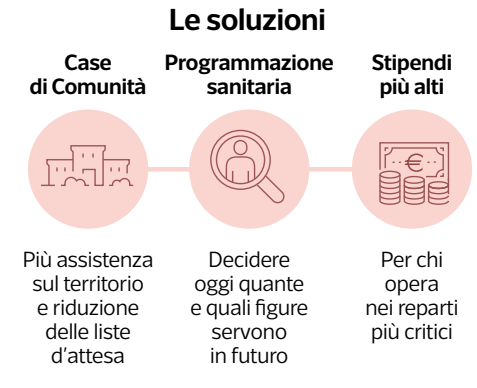 Le soluzioni
Case
di Comunità
Programmazione
sanitaria
Stipendi
più alti
€
Più assistenza
sul territorio
e riduzione
delle liste
d'attesa
Decidere
oggi quante
e quali figure
servono
in futuro
Per chi
opera
nei reparti
più critici